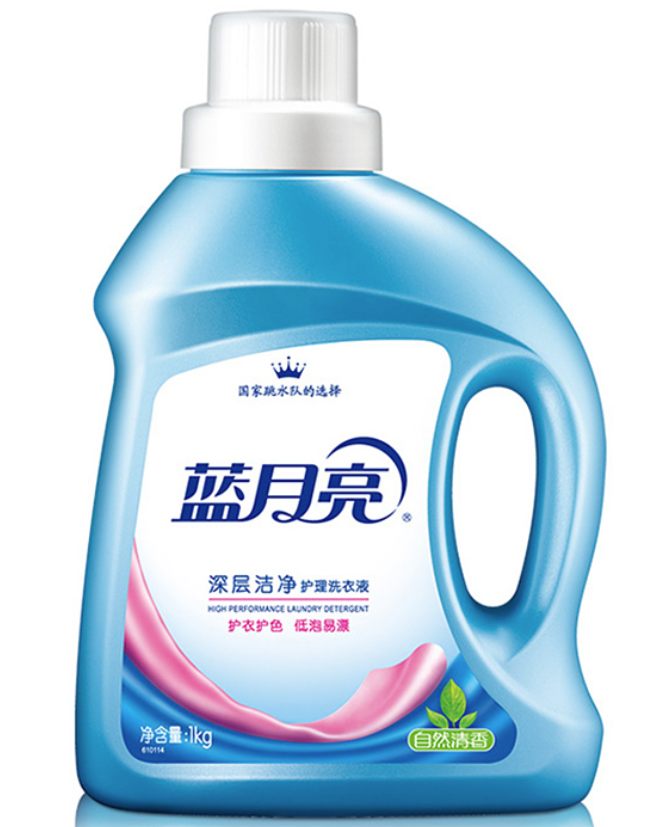 国家跳水队的选择
蓝月亮®
深层洁净 护理洗衣液
HIGH PERFORMANCE LAUNDRY DETERGENT
护衣护色 低泡易漂
净含量:1kg
610114
自然清香